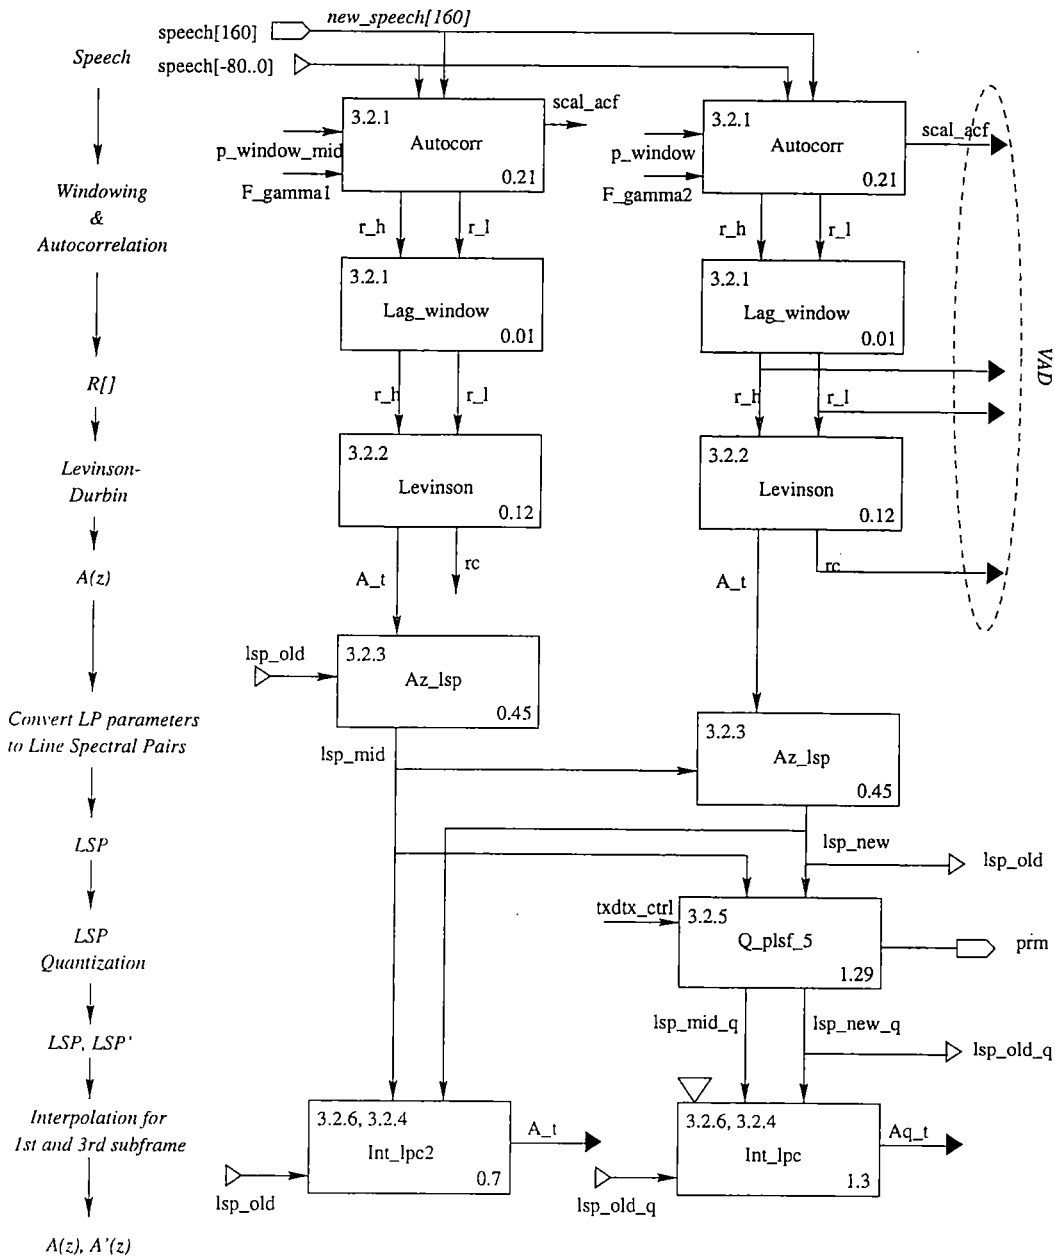 new_speech[160]
speech[160]
Speech
speech[-80..0]
3.2.1
Autocorr
0.21
scal_acf
p_window_mid
F_gamma1
3.2.1
Autocorr
0.21
scal_acf
p_window
F_gamma2
Windowing
&
Autocorrelation
r_h
r_l
r_h
r_l
3.2.1
Lag_window
0.01
3.2.1
Lag_window
0.01
VAD
R[]
r_h
r_l
r_h
r_l
Levinson-
Durbin
3.2.2
Levinson
0.12
3.2.2
Levinson
0.12
A(z)
A_t
rc
A_t
rc
lsp_old
3.2.3
Az_lsp
0.45
Convert LP parameters
to Line Spectral Pairs
lsp_mid
3.2.3
Az_lsp
0.45
LSP
lsp_new
lsp_old
LSP
Quantization
txdtx_ctrl
3.2.5
Q_plsf_5
1.29
prm
LSP, LSP'
lsp_mid_q
lsp_new_q
lsp_old_q
Interpolation for
1st and 3rd subframe
3.2.6, 3.2.4
Int_lpc2
0.7
A_t
lsp_old
3.2.6, 3.2.4
Int_lpc
1.3
Aq_t
lsp_old_q
A(z), A'(z)